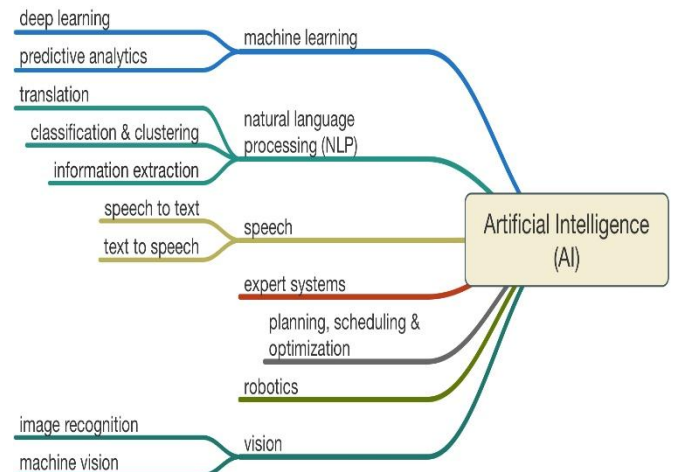 deep learning
predictive analytics
machine learning
translation
classification & clustering
information extraction
natural language
processing (NLP)
speech to text
text to speech
speech
expert systems
planning, scheduling &
optimization
robotics
image recognition
machine vision
vision
Artificial Intelligence
(AI)